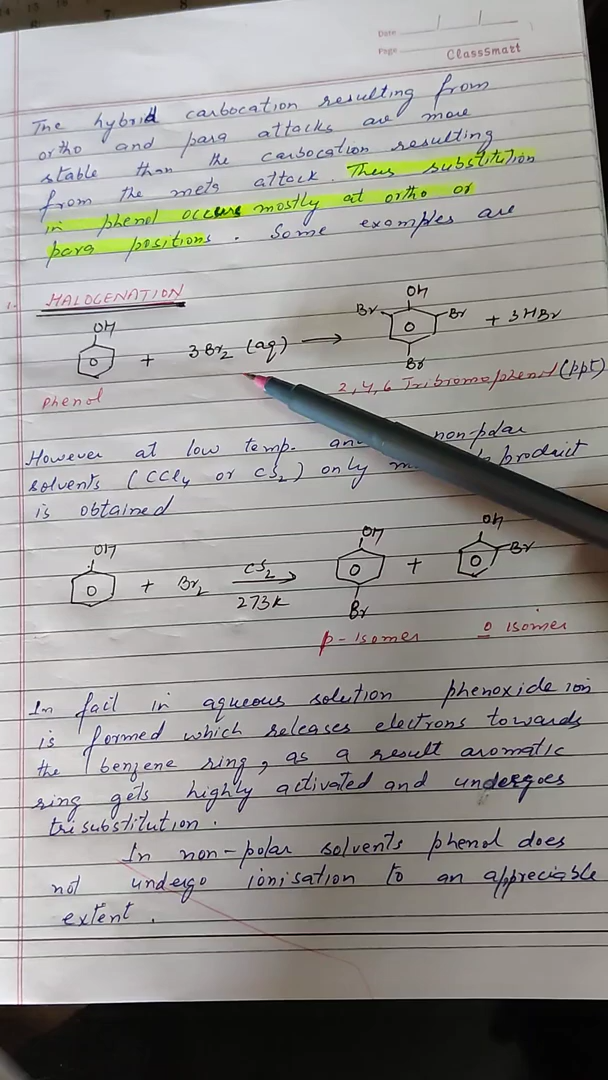 Date
Page
Classsmatt
The hybrid carbocation resulting from
ortho and para attacks are more
stable than the carbocation resulting
from the meta attack. Thus substitution
in phenol occurs mostly at ortho or
para positions. Some examples are
1. HALOGENATION
OH + 3Br2 (aq) → OH Br Br Br + 3HBr
Phenol 2,4,6 Tribromophenol (ppt)
However at low temp. an non-polar
solvents (CCl4 or CS2) only m product
is obtained
OH + Br2 CS2 273K → OH Br + OH Br
p-isomer o isomer
In fail in aqueous solution phenoxide ion
is formed which releases electrons towards
the benzene ring, as a result aromatic
ring gets highly activated and undergoes
trisubstitution.
In non-polar solvents phenol does
not undergo ionisation to an appreciable
extent.